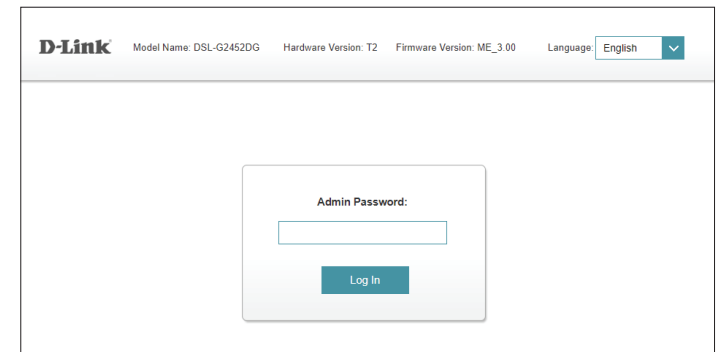 D-Link Model Name: DSL-G2452DG Hardware Version: T2 Firmware Version: ME_3.00 Language: English
Admin Password:
Log In